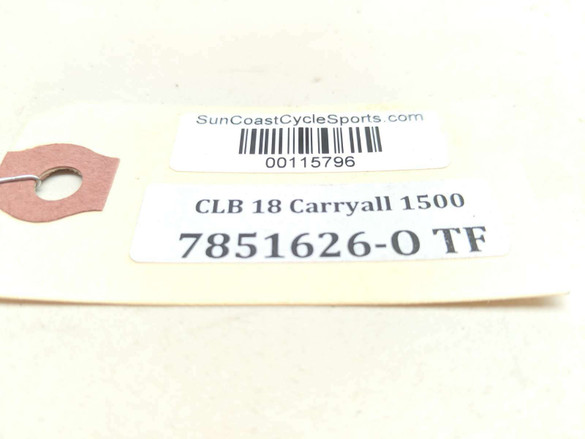 SunCoastCycleSports.com
00115796
CLB 18 Carryall 1500
7851626-O TF